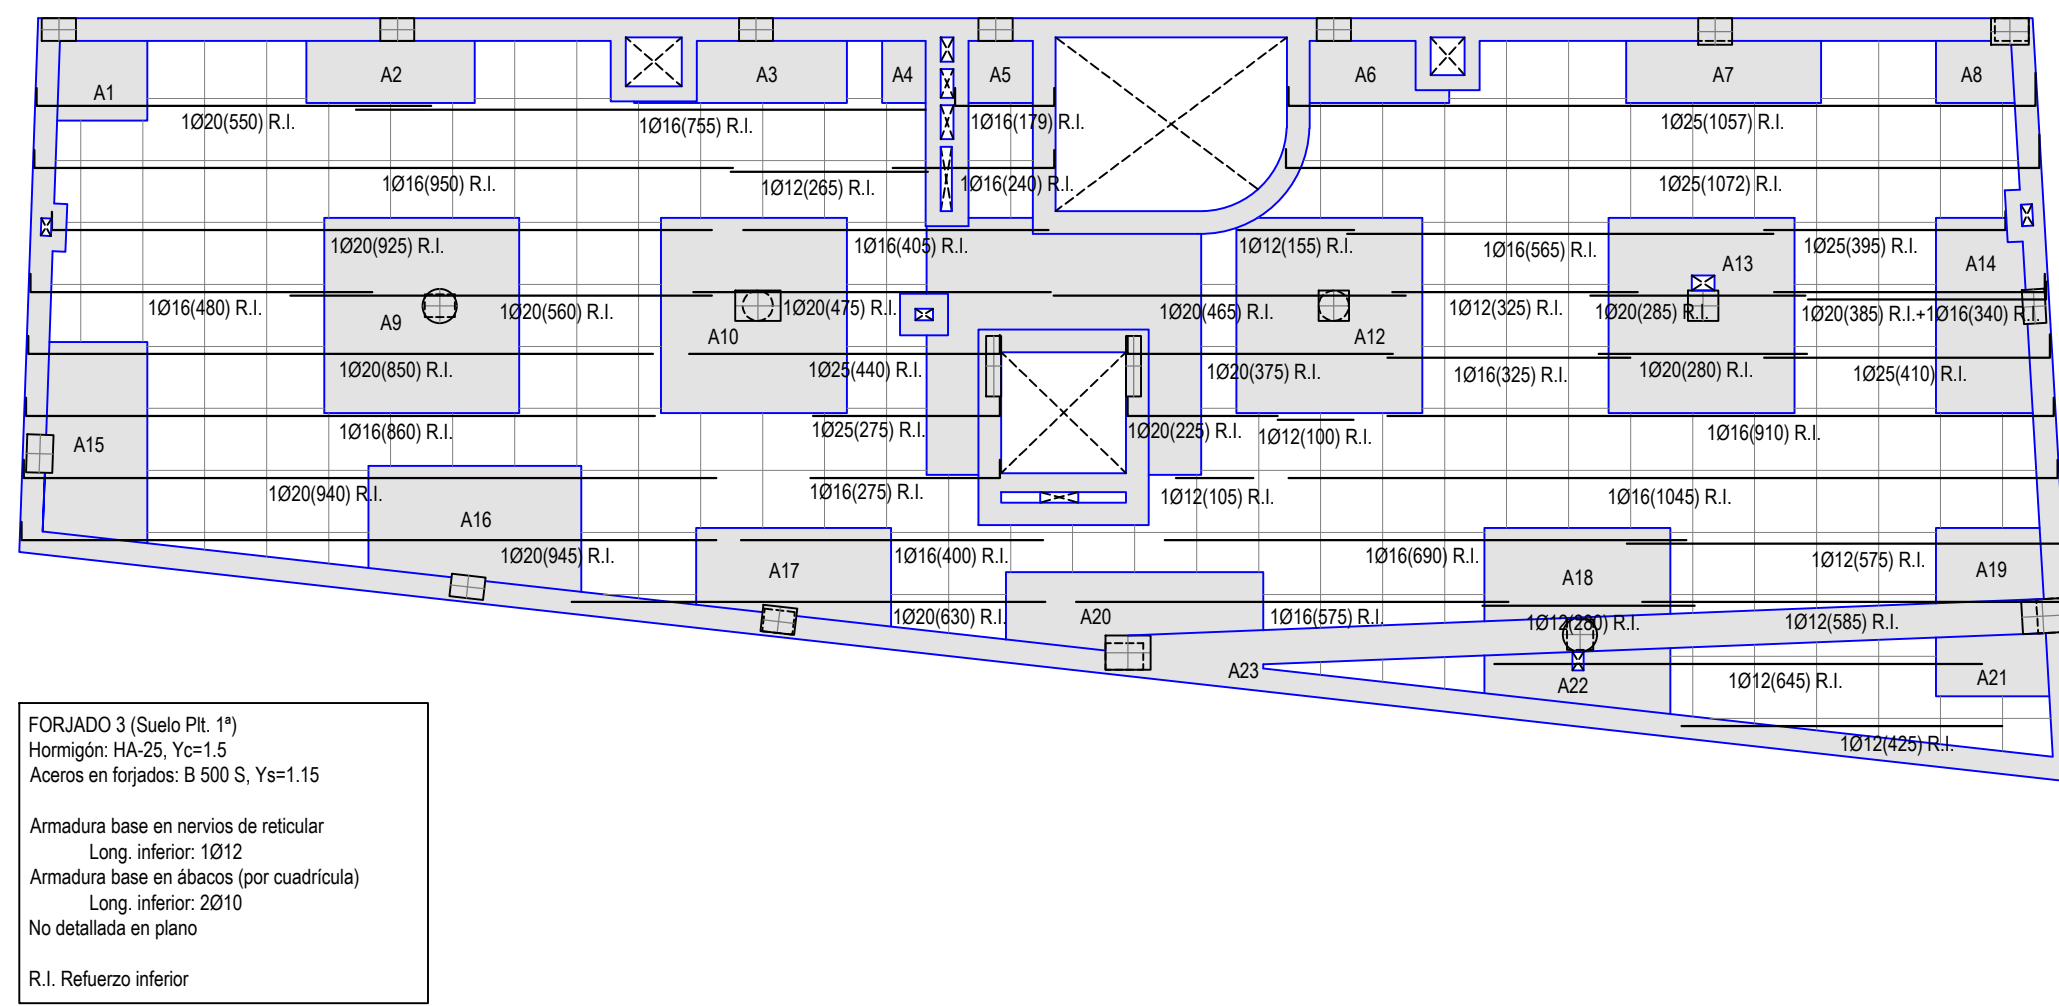 A1
A2
A3
A4
A5
A6
A7
A8
1Ø20(550) R.I.
1Ø16(755) R.I.
1Ø16(179) R.I.
1Ø25(1057) R.I.
1Ø16(950) R.I.
1Ø12(265) R.I.
1Ø16(240) R.I.
1Ø25(1072) R.I.
1Ø20(925) R.I.
1Ø16(405) R.I.
1Ø12(155) R.I.
1Ø16(565) R.I.
1Ø25(395) R.I.
A13
A14
1Ø16(480) R.I.
1Ø20(560) R.I.
1Ø20(475) R.I.
1Ø20(465) R.I.
1Ø12(325) R.I.
1Ø20(285) R.I.
1Ø20(385) R.I.+1Ø16(340) R.I.
A9
A10
A12
1Ø20(850) R.I.
1Ø25(440) R.I.
1Ø20(375) R.I.
1Ø16(325) R.I.
1Ø20(280) R.I.
1Ø25(410) R.I.
A15
1Ø16(860) R.I.
1Ø25(275) R.I.
1Ø20(225) R.I.
1Ø12(100) R.I.
1Ø16(910) R.I.
1Ø20(940) R.I.
1Ø16(275) R.I.
1Ø12(105) R.I.
1Ø16(1045) R.I.
A16
1Ø20(945) R.I.
A17
1Ø16(400) R.I.
1Ø16(690) R.I.
A18
1Ø12(575) R.I.
A19
1Ø20(630) R.I.
A20
1Ø16(575) R.I.
1Ø12(280) R.I.
1Ø12(585) R.I.
A23
A22
1Ø12(645) R.I.
A21
1Ø12(425) R.I.
FORJADO 3 (Suelo Plt. 1ª)
Hormigón: HA-25, Yc=1.5
Aceros en forjados: B 500 S, Ys=1.15
Armadura base en nervios de reticular
Long. inferior: 1Ø12
Armadura base en ábacos (por cuadrícula)
Long. inferior: 2Ø10
No detallada en plano
R.I. Refuerzo inferior